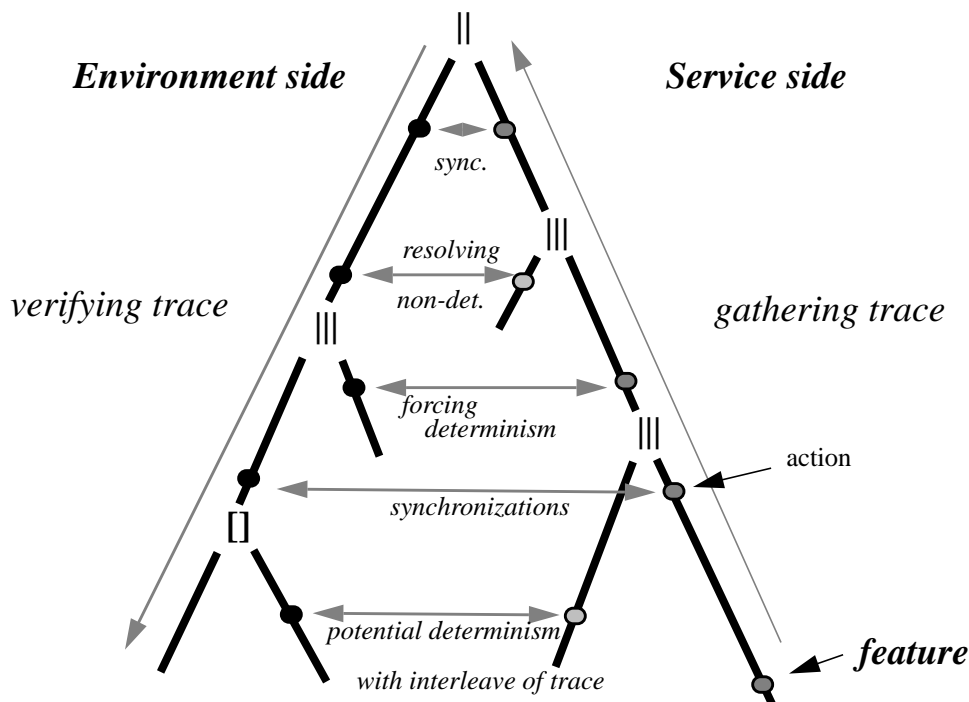 ||
Environment side
Service side
sync.
|||
resolving
non-det.
verifying trace
gathering trace
|||
forcing
determinism
|||
action
synchronizations
[]
potential determinism
feature
with interleave of trace